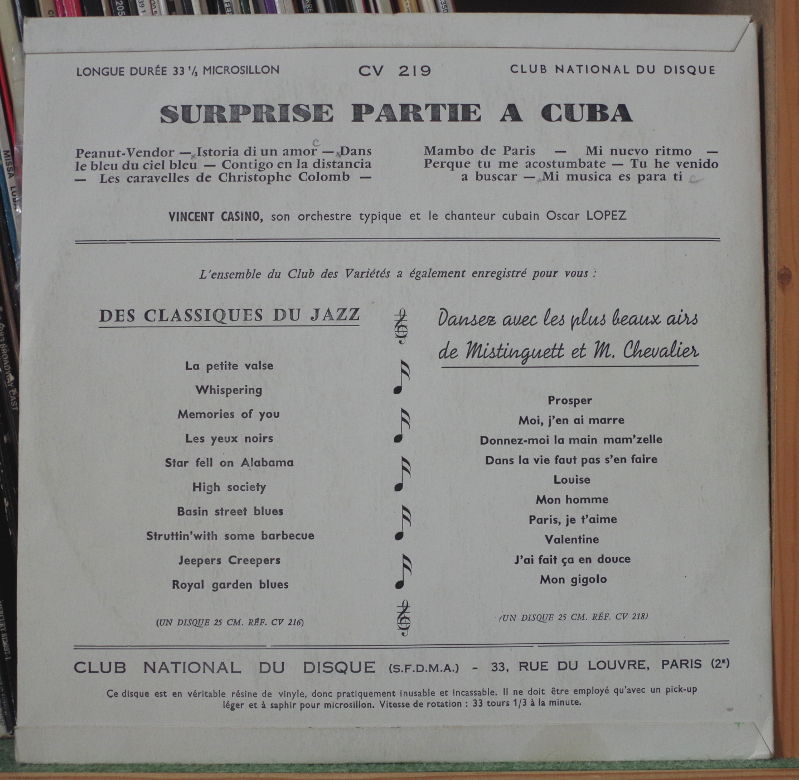 LONGUE DURÉE 33 1/3 MICROSILLON
CV 219
CLUB NATIONAL DU DISQUE
SURPRISE PARTIE A CUBA
Peanut-Vendor — Istoria di un amor — Dans
le bleu du ciel bleu — Contigo en la distancia
— Les caravelles de Christophe Colomb —
Mambo de Paris — Mi nuevo ritmo —
Perque tu me acostumbate — Tu he venido
a buscar — Mi musica es para ti
VINCENT CASINO, son orchestre typique et le chanteur cubain Oscar LOPEZ
L'ensemble du Club des Variétés a également enregistré pour vous :
DES CLASSIQUES DU JAZZ
La petite valse
Whispering
Memories of you
Les yeux noirs
Star fell on Alabama
High society
Basin street blues
Struttin'with some barbecue
Jeepers Creepers
Royal garden blues
(UN DISQUE 25 CM. RÉF. CV 216)
Dansez avec les plus beaux airs
de Mistinguett et M. Chevalier
Prosper
Moi, j'en ai marre
Donnez-moi la main mam'zelle
Dans la vie faut pas s'en faire
Louise
Mon homme
Paris, je t'aime
Valentine
J'ai fait ça en douce
Mon gigolo
(UN DISQUE 25 CM. RÉF. CV 218)
CLUB NATIONAL DU DISQUE (S.F.D.M.A.) - 33, RUE DU LOUVRE, PARIS (2e)
Ce disque est en véritable résine de vinyle, donc pratiquement inusable et incassable. Il ne doit être employé qu'avec un pick-up
léger et à saphir pour microsillon. Vitesse de rotation : 33 tours 1/3 à la minute.